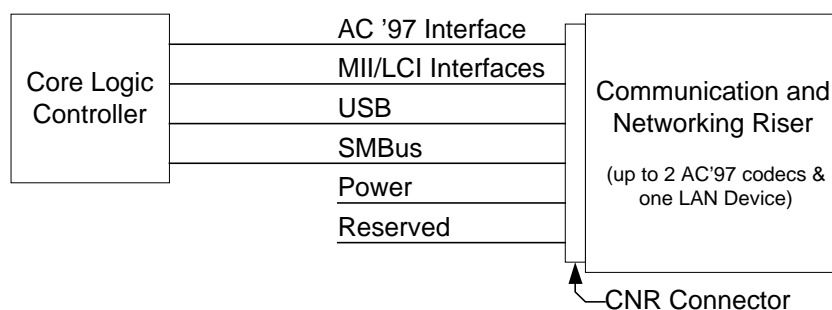 Core Logic
Controller
AC '97 Interface
MII/LCI Interfaces
USB
SMBus
Power
Reserved
Communication and
Networking Riser
(up to 2 AC'97 codecs &
one LAN Device)
CNR Connector